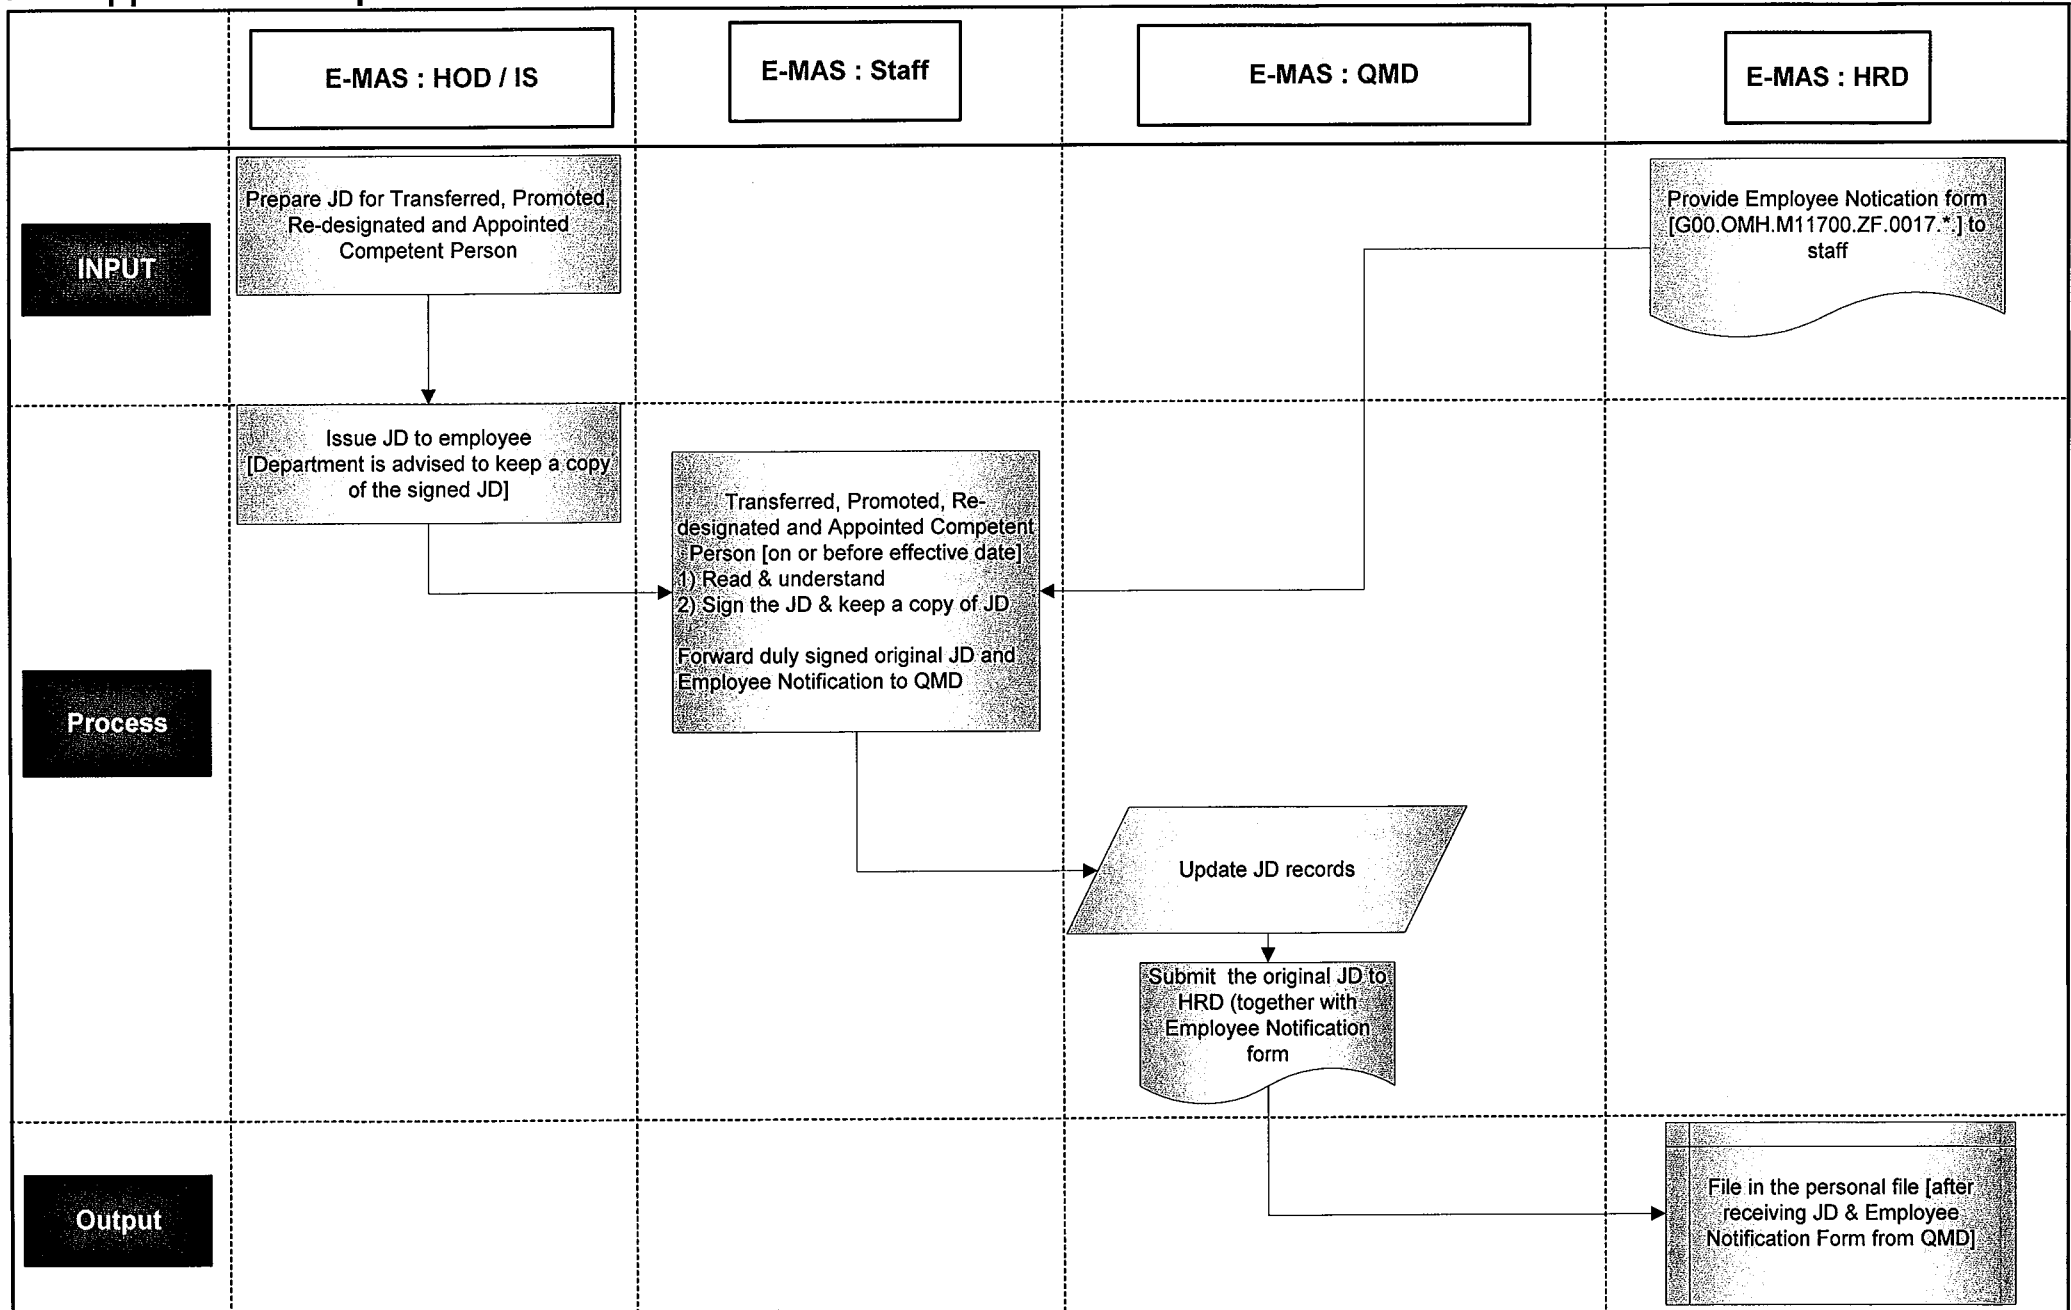 E-MAS : HOD / IS
E-MAS : Staff
E-MAS : QMD
E-MAS : HRD
INPUT
Prepare JD for Transferred, Promoted,
Re-designated and Appointed
Competent Person
Provide Employee Notication form
[G00.OMH.M11700.ZF.0017.*.] to
staff
Process
Issue JD to employee
[Department is advised to keep a copy
of the signed JD]
Transferred, Promoted, Re-
designated and Appointed Competent
Person [on or before effective date]
1) Read & understand
2) Sign the JD & keep a copy of JD
Forward duly signed original JD and
Employee Notification to QMD
Update JD records
Submit the original JD to
HRD (together with
Employee Notification
form
Output
File in the personal file [after
receiving JD & Employee
Notification Form from QMD]